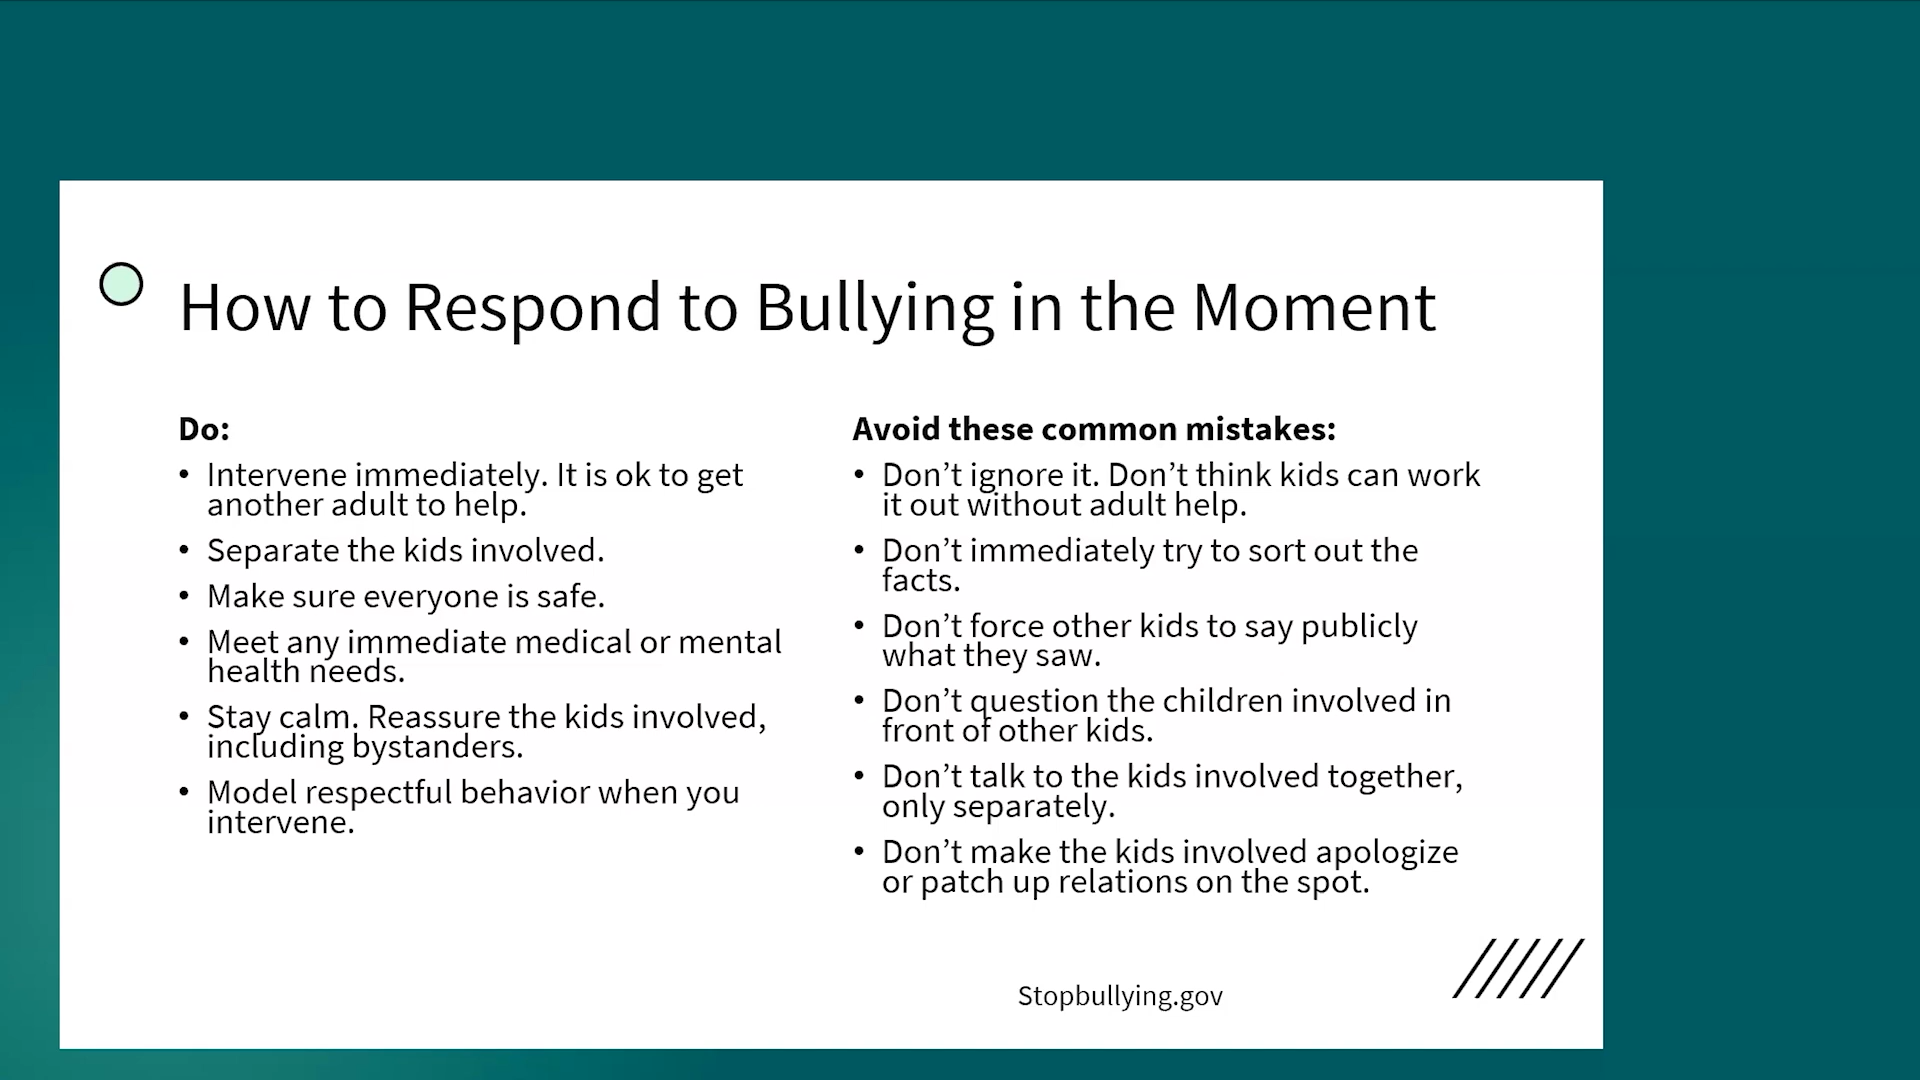 How to Respond to Bullying in the Moment
Do:
• Intervene immediately. It is ok to get
another adult to help.
• Separate the kids involved.
• Make sure everyone is safe.
• Meet any immediate medical or mental
health needs.
• Stay calm. Reassure the kids involved,
including bystanders.
• Model respectful behavior when you
intervene.
Avoid these common mistakes:
• Don’t ignore it. Don’t think kids can work
it out without adult help.
• Don’t immediately try to sort out the
facts.
• Don’t force other kids to say publicly
what they saw.
• Don’t question the children involved in
front of other kids.
• Don’t talk to the kids involved together,
only separately.
• Don’t make the kids involved apologize
or patch up relations on the spot.
Stopbullying.gov